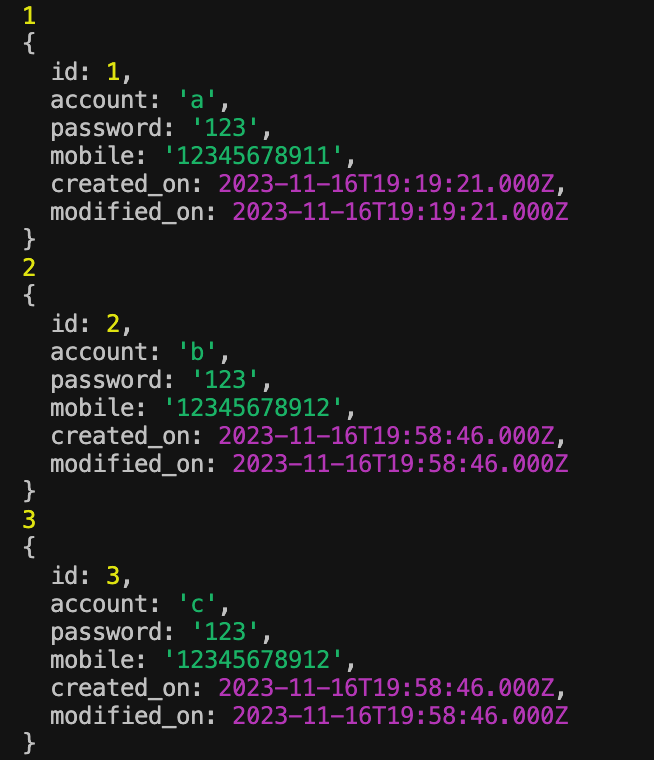 1
{
  id: 1,
  account: 'a',
  password: '123',
  mobile: '12345678911',
  created_on: 2023-11-16T19:19:21.000Z,
  modified_on: 2023-11-16T19:19:21.000Z
}
2
{
  id: 2,
  account: 'b',
  password: '123',
  mobile: '12345678912',
  created_on: 2023-11-16T19:58:46.000Z,
  modified_on: 2023-11-16T19:58:46.000Z
}
3
{
  id: 3,
  account: 'c',
  password: '123',
  mobile: '12345678912',
  created_on: 2023-11-16T19:58:46.000Z,
  modified_on: 2023-11-16T19:58:46.000Z
}